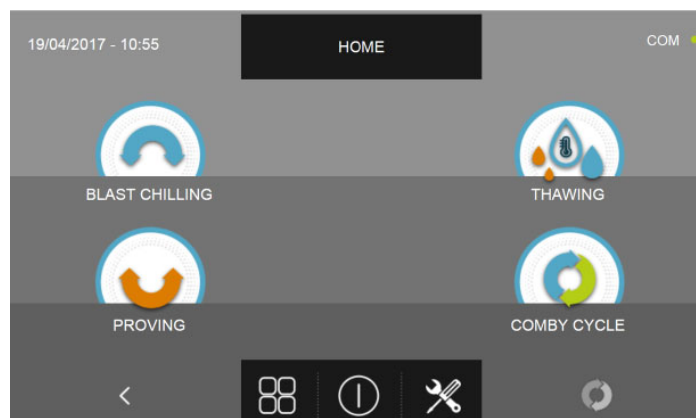 19/04/2017 - 10:55
HOME
COM
BLAST CHILLING
THAWING
PROVING
COMBY CYCLE